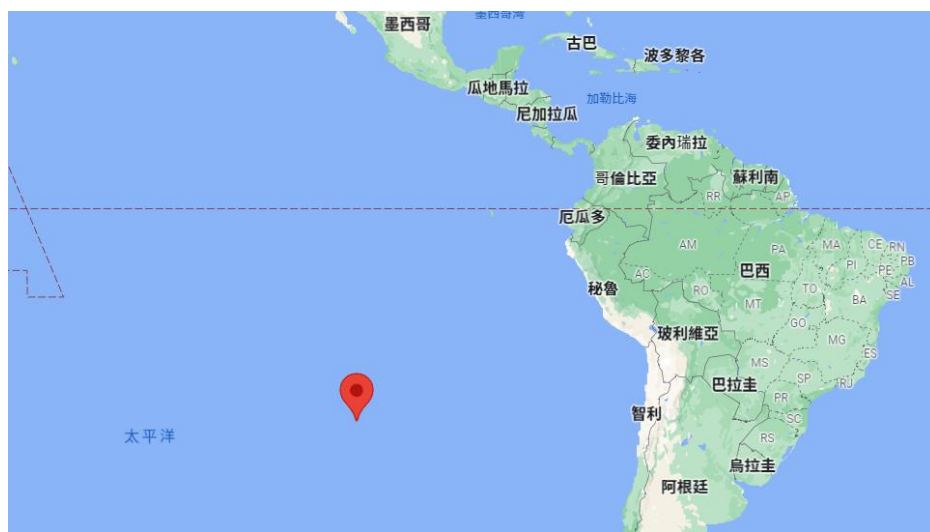 墨西哥灣
墨西哥
古巴
波多黎各
瓜地馬拉
加勒比海
尼加拉瓜
委內瑞拉
哥倫比亞
蘇利南
RR
AP
厄瓜多
AM
PA
MA
CE
RN
PB
PI
PE
AL
AC
巴西
TO
SE
秘魯
RO
MT
BA
GO
玻利維亞
MG
ES
MS
SP
RJ
巴拉圭
PR
智利
SC
太平洋
RS
烏拉圭
阿根廷